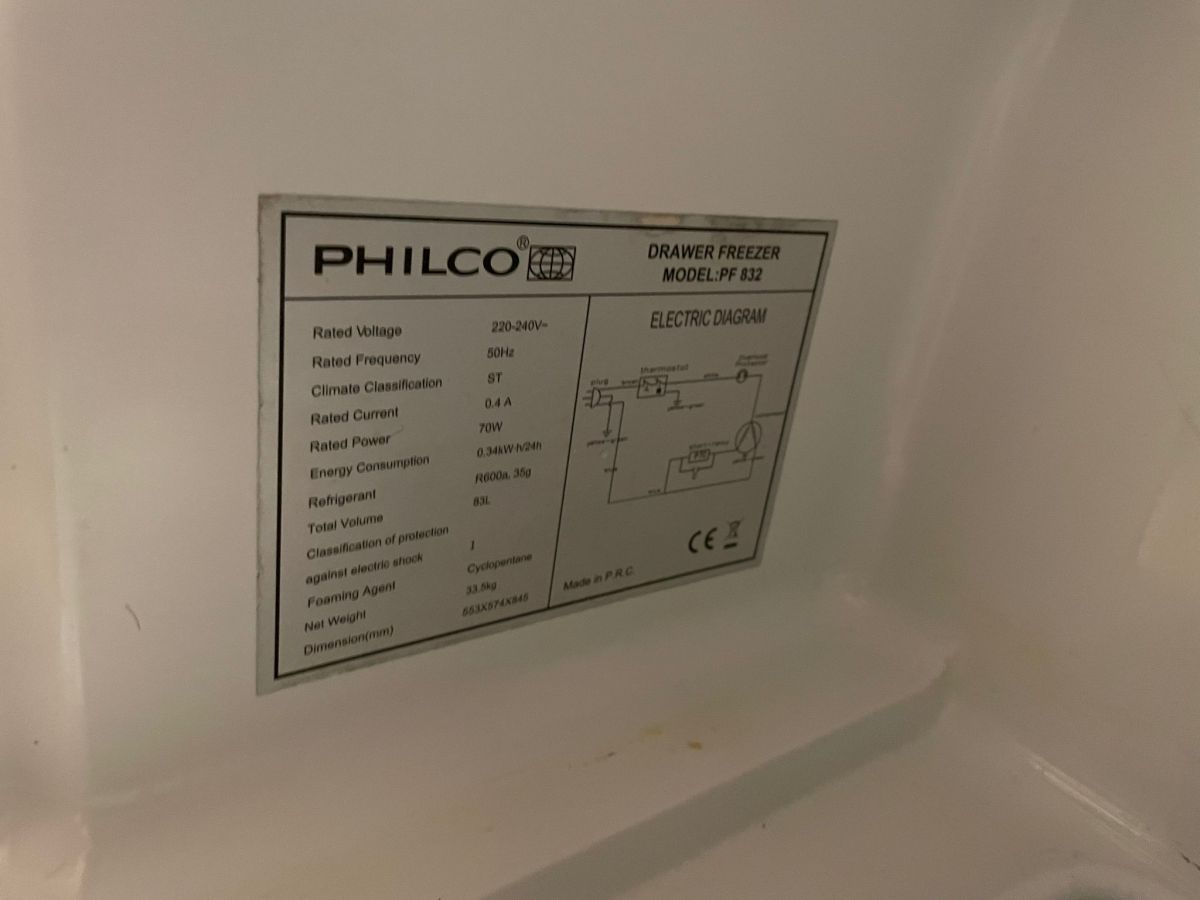 PHILCO®
DRAWER FREEZER
MODEL:PF 832
Rated Voltage 220-240V~
Rated Frequency 50Hz
Climate Classification ST
Rated Current 0.4 A
Rated Power 70W
Energy Consumption 0.34kW·h/24h
Refrigerant R600a, 35g
Total Volume 83L
Classification of protection
against electric shock I
Foaming Agent Cyclopentane
Net Weight 33.5kg
Dimension(mm) 553X574X845
ELECTRIC DIAGRAM
plug
thermostat
PTC
CE
Made in P.R.C.